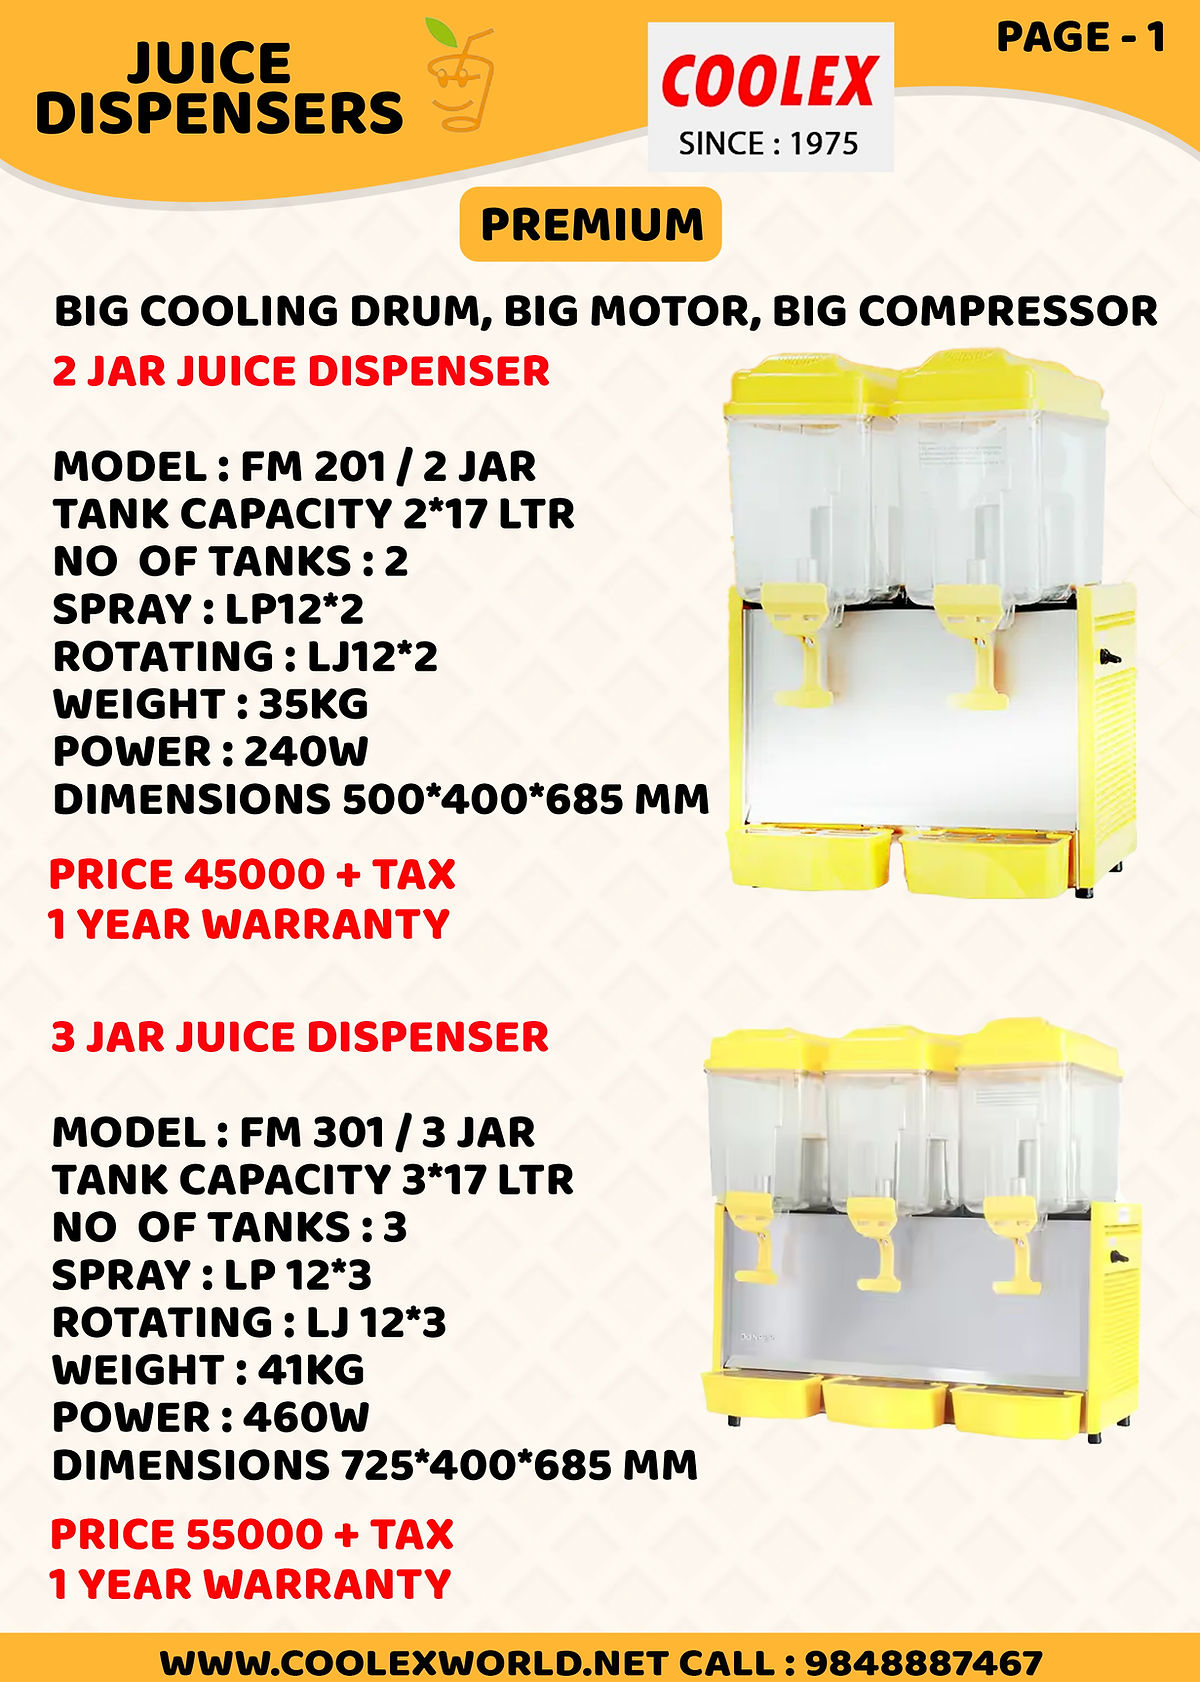 JUICE
DISPENSERS
COOLEX
SINCE : 1975
PAGE - 1
PREMIUM
BIG COOLING DRUM, BIG MOTOR, BIG COMPRESSOR
2 JAR JUICE DISPENSER
MODEL : FM 201 / 2 JAR
TANK CAPACITY 2*17 LTR
NO OF TANKS : 2
SPRAY : LP12*2
ROTATING : LJ12*2
WEIGHT : 35KG
POWER : 240W
DIMENSIONS 500*400*685 MM
PRICE 45000 + TAX
1 YEAR WARRANTY
3 JAR JUICE DISPENSER
MODEL : FM 301 / 3 JAR
TANK CAPACITY 3*17 LTR
NO OF TANKS : 3
SPRAY : LP 12*3
ROTATING : LJ 12*3
WEIGHT : 41KG
POWER : 460W
DIMENSIONS 725*400*685 MM
PRICE 55000 + TAX
1 YEAR WARRANTY
WWW.COOLEXWORLD.NET CALL : 9848887467